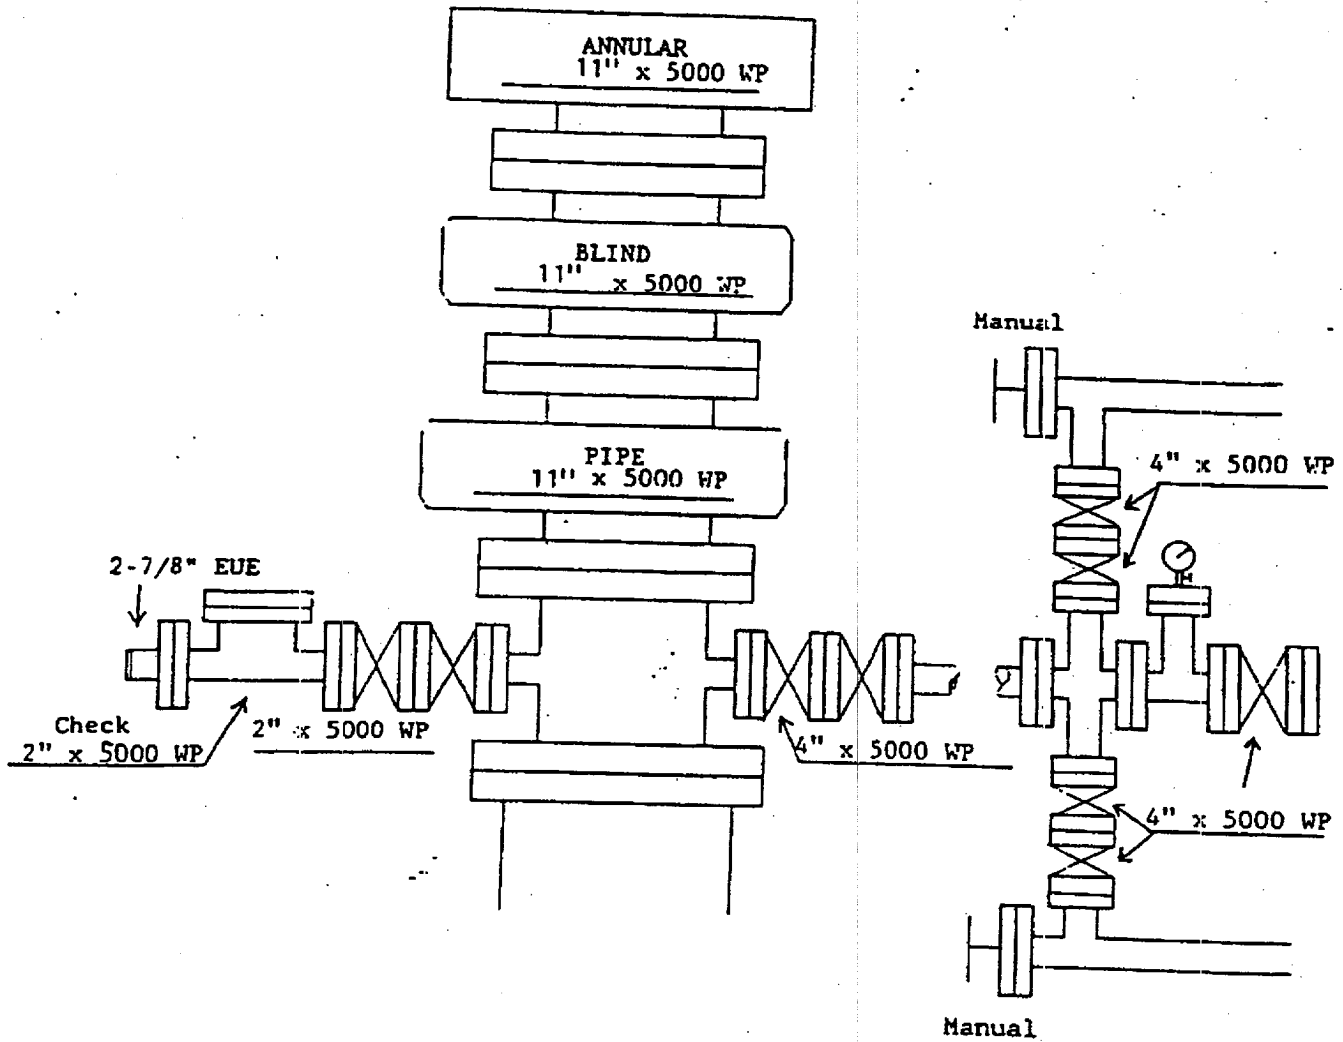 ANNULAR
11" x 5000 WP
BLIND
11" x 5000 WP
PIPE
11" x 5000 WP
2-7/8" EUE
Check
2" x 5000 WP
2" x 5000 WP
4" x 5000 WP
Manual
4" x 5000 WP
4" x 5000 WP
Manual